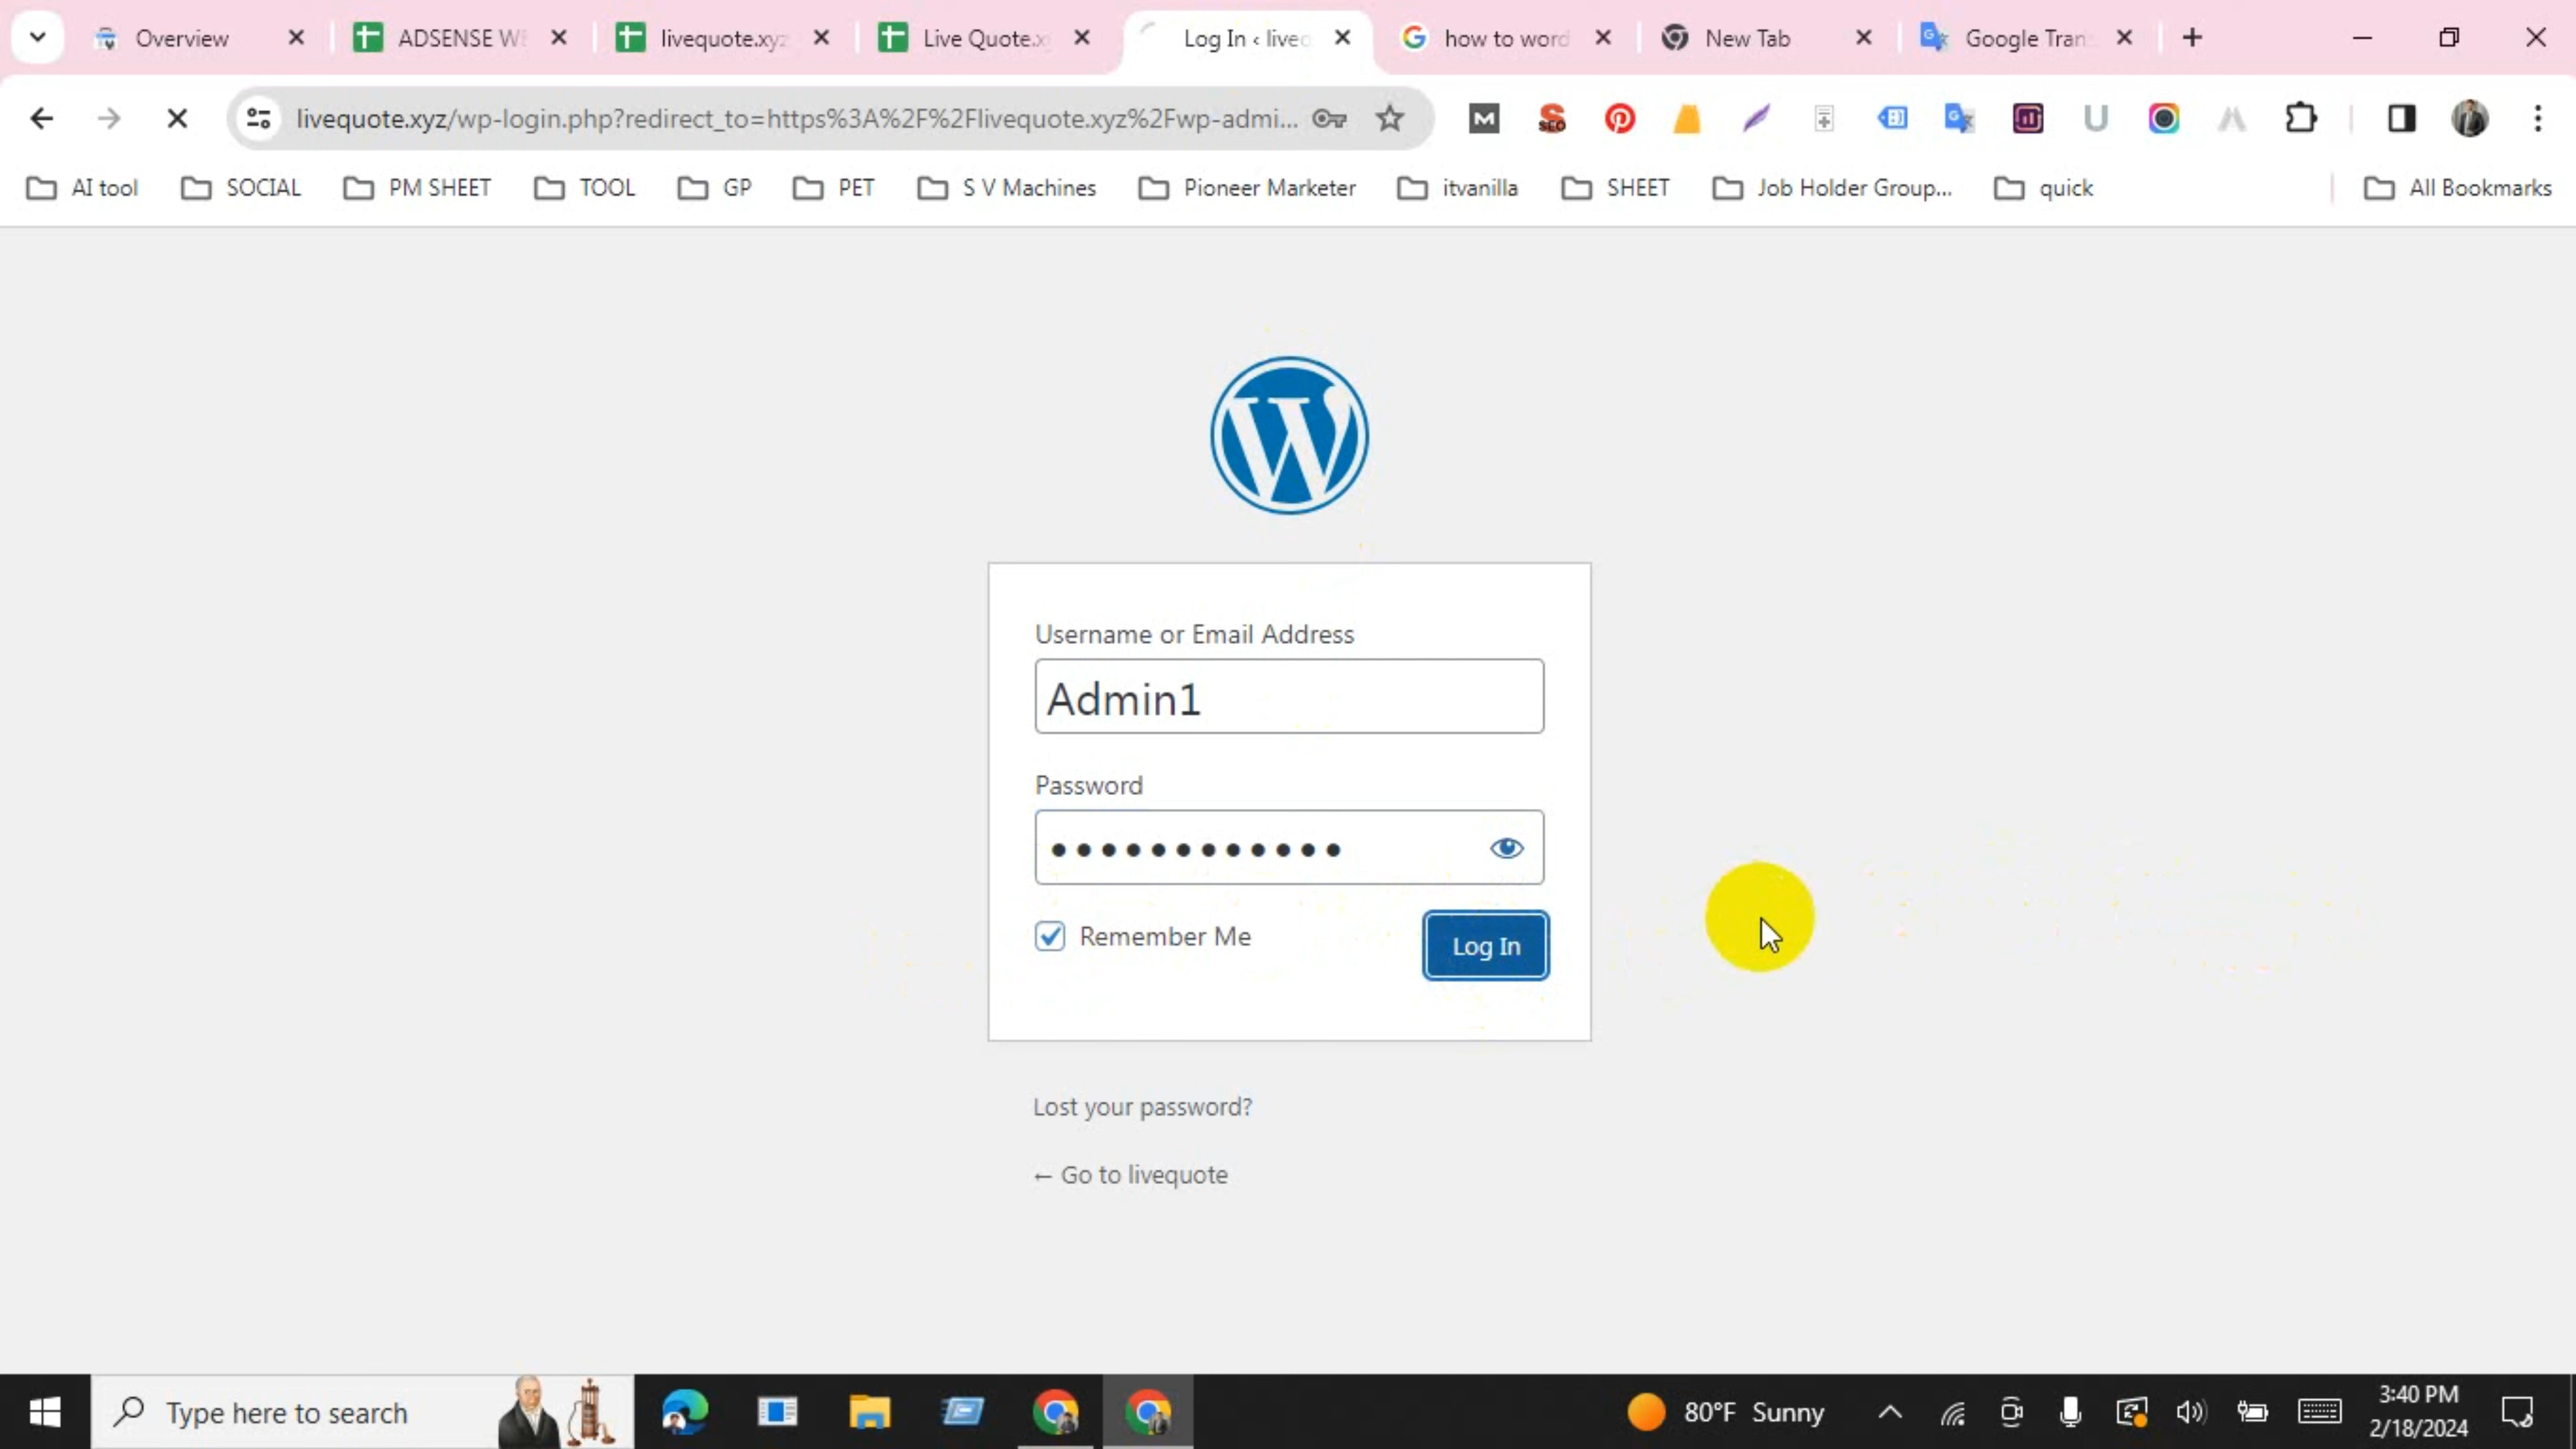 Overview ADSENSE WE livequote.xyz Live Quote.x Log In ‹ livec how to word New Tab Google Tran
livequote.xyz/wp-login.php?redirect_to=https%3A%2F%2Flivequote.xyz%2Fwp-admi...
AI tool SOCIAL PM SHEET TOOL GP PET S V Machines Pioneer Marketer itvanilla SHEET Job Holder Group... quick All Bookmarks
Username or Email Address
Admin1
Password
Remember Me
Log In
Lost your password?
← Go to livequote
Type here to search
80°F Sunny
3:40 PM
2/18/2024